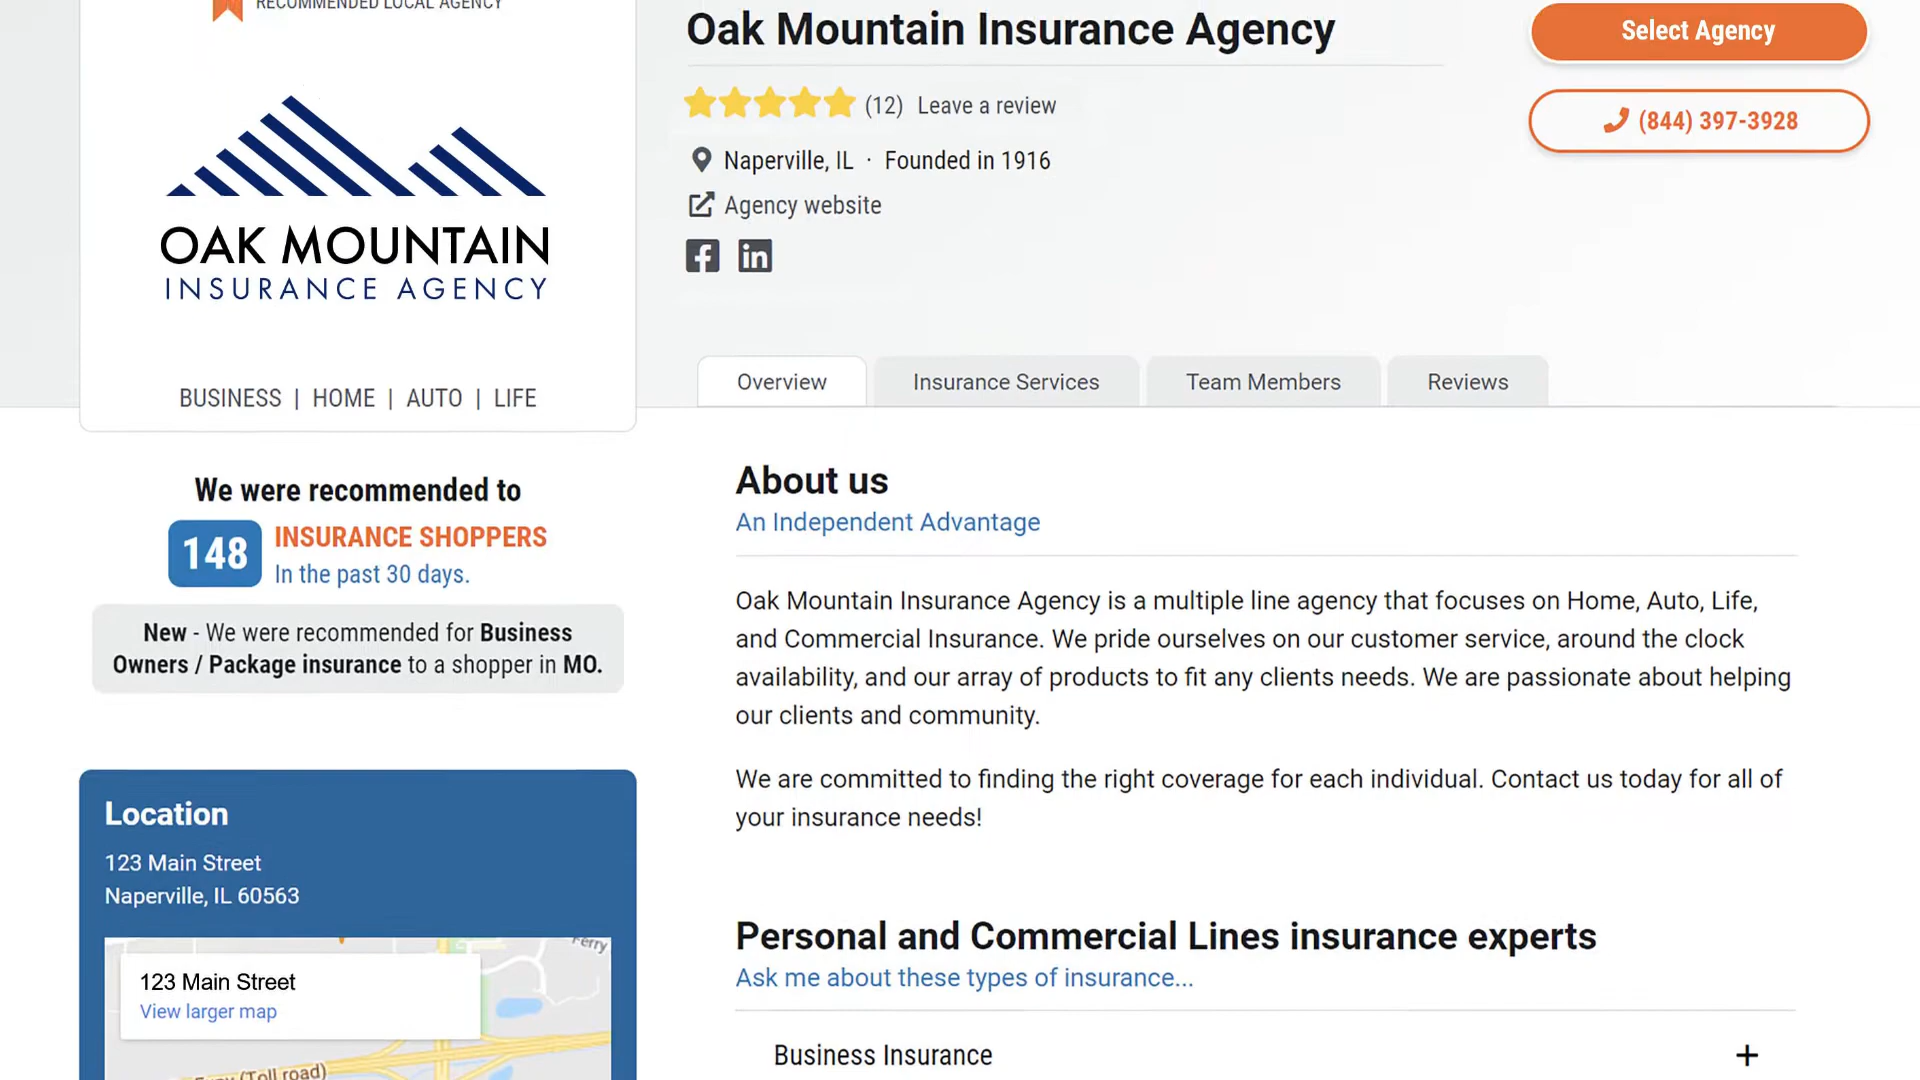 RECOMMENDED LOCAL AGENCY
OAK MOUNTAIN
INSURANCE AGENCY
BUSINESS | HOME | AUTO | LIFE
Oak Mountain Insurance Agency
(12) Leave a review
Naperville, IL · Founded in 1916
Agency website
Select Agency
(844) 397-3928
Overview
Insurance Services
Team Members
Reviews
We were recommended to
148
INSURANCE SHOPPERS
In the past 30 days.
New - We were recommended for Business
Owners / Package insurance to a shopper in MO.
Location
123 Main Street
Naperville, IL 60563
Ferry
123 Main Street
View larger map
(Toll road)
About us
An Independent Advantage
Oak Mountain Insurance Agency is a multiple line agency that focuses on Home, Auto, Life,
and Commercial Insurance. We pride ourselves on our customer service, around the clock
availability, and our array of products to fit any clients needs. We are passionate about helping
our clients and community.
We are committed to finding the right coverage for each individual. Contact us today for all of
your insurance needs!
Personal and Commercial Lines insurance experts
Ask me about these types of insurance...
Business Insurance
+